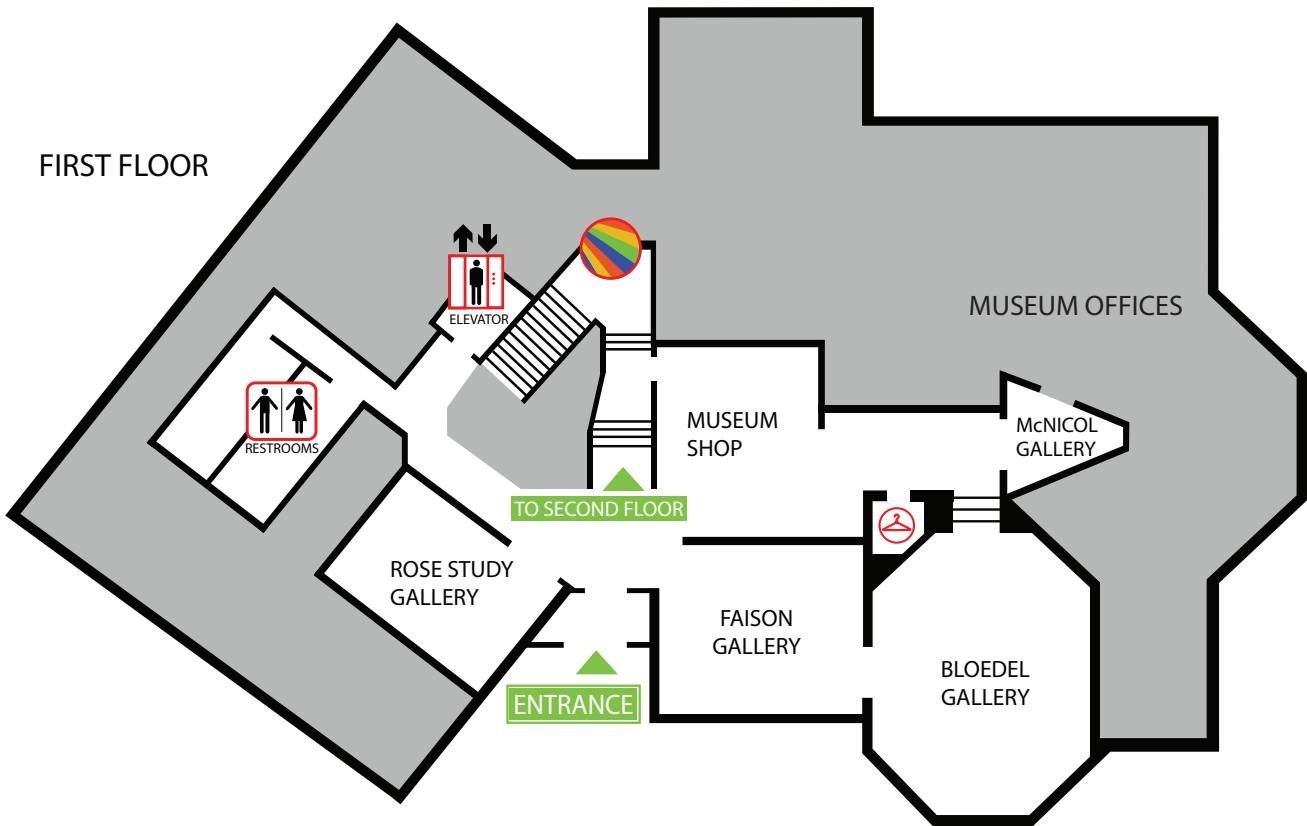 FIRST FLOOR
ELEVATOR
MUSEUM OFFICES
RESTROOMS
MUSEUM
SHOP
McNICOL
GALLERY
TO SECOND FLOOR
ROSE STUDY
GALLERY
FAISON
GALLERY
BLOEDEL
GALLERY
ENTRANCE